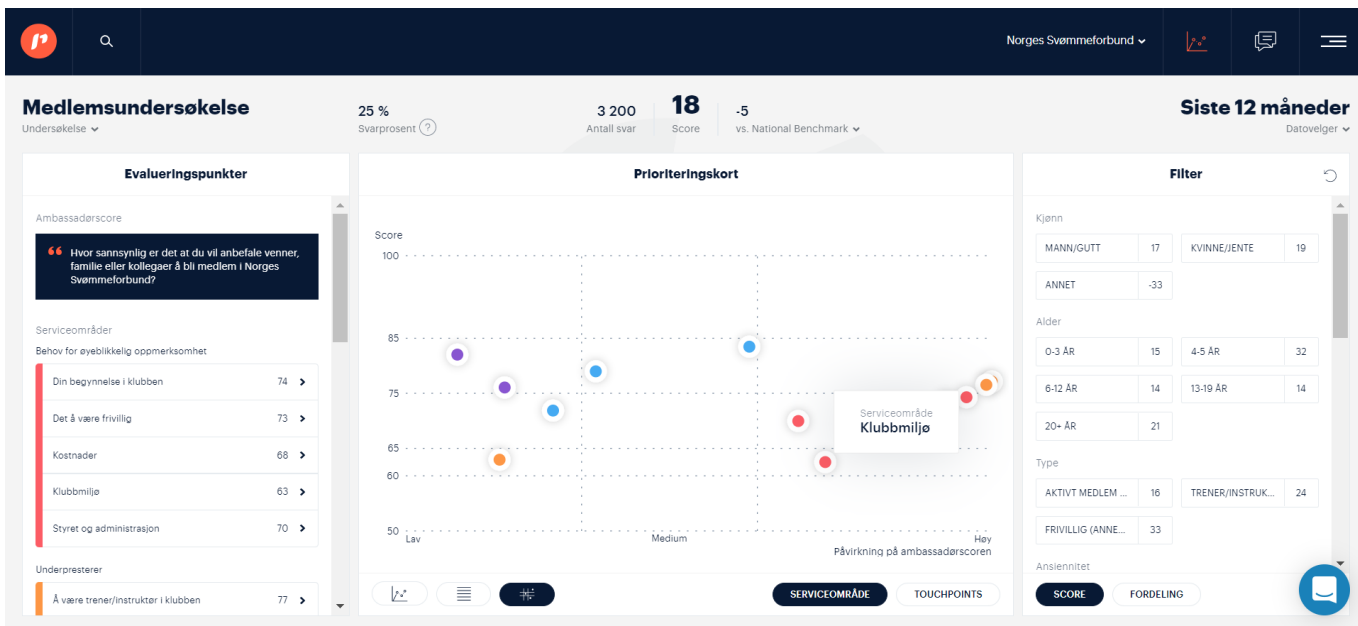 Norges Svømmeforbund
Medlemsundersøkelse
Undersøkelse
25 %
Svarprosent ?
3 200
Antall svar
18
Score
-5
vs. National Benchmark
Siste 12 måneder
Datovelger
Evalueringspunkter
Ambassadørscore
Hvor sannsynlig er det at du vil anbefale venner,
familie eller kollegaer å bli medlem i Norges
Svømmeforbund?
Serviceområder
Behov for øyeblikkelig oppmerksomhet
Din begynnelse i klubben 74
Det å være frivillig 73
Kostnader 68
Klubbmiljø 63
Styret og administrasjon 70
Underpresterer
Å være trener/instruktør i klubben 77
Prioriteringskort
Score
100
85
75
65
60
50
Serviceområde
Klubbmiljø
Lav Medium Høy
Påvirkning på ambassadørscoren
SERVICEOMRÅDE TOUCHPOINTS
Filter
Kjønn
MANN/GUTT 17 KVINNE/JENTE 19
ANNET -33
Alder
0-3 ÅR 15 4-5 ÅR 32
6-12 ÅR 14 13-19 ÅR 14
20+ ÅR 21
Type
AKTIVT MEDLEM ... 16 TRENER/INSTRUK... 24
FRIVILLIG (ANNE... 33
Ansiennitet
SCORE FORDELING